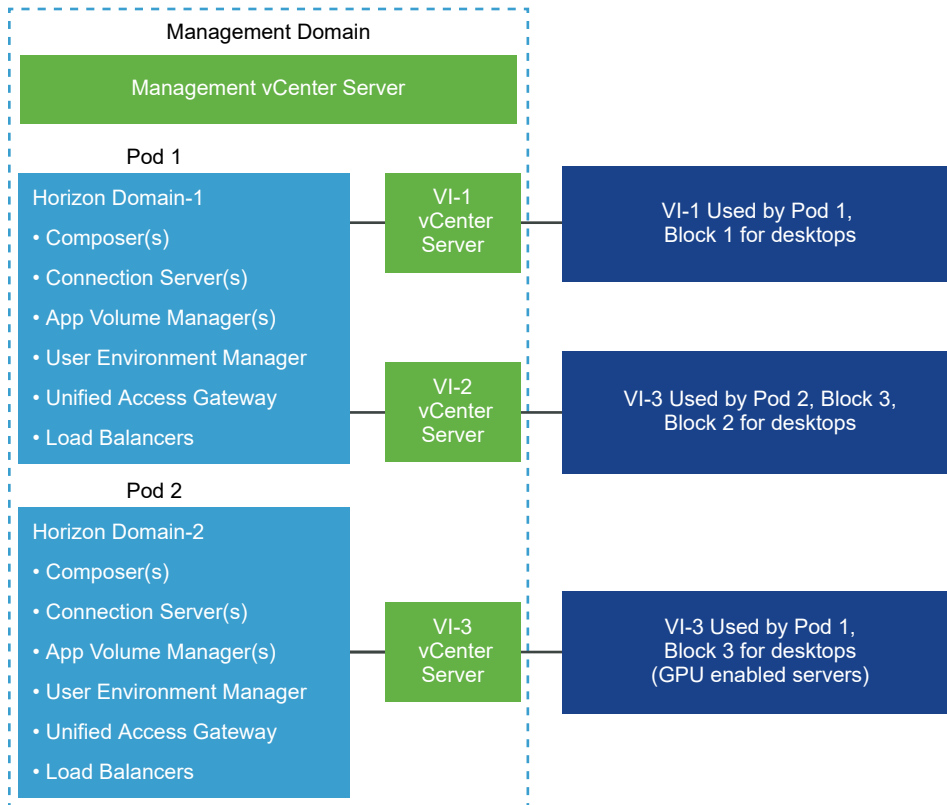 Management Domain
Management vCenter Server
Pod 1
Horizon Domain-1
• Composer(s)
• Connection Server(s)
• App Volume Manager(s)
• User Environment Manager
• Unified Access Gateway
• Load Balancers
VI-1
vCenter
Server
VI-1 Used by Pod 1,
Block 1 for desktops
VI-2
vCenter
Server
VI-3 Used by Pod 2, Block 3,
Block 2 for desktops
Pod 2
Horizon Domain-2
• Composer(s)
• Connection Server(s)
• App Volume Manager(s)
• User Environment Manager
• Unified Access Gateway
• Load Balancers
VI-3
vCenter
Server
VI-3 Used by Pod 1,
Block 3 for desktops
(GPU enabled servers)